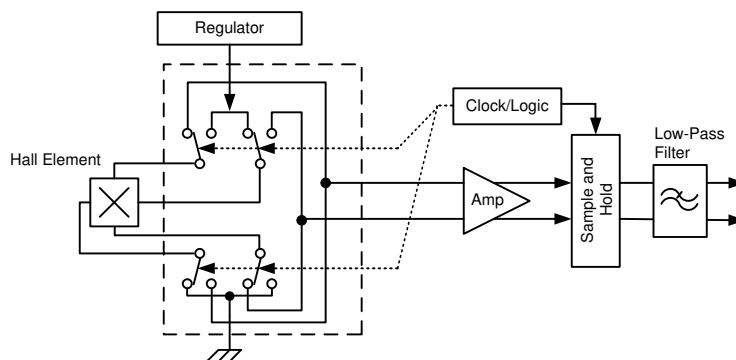 Regulator
Clock/Logic
Low-Pass
Filter
Hall Element
Amp
Sample and
Hold